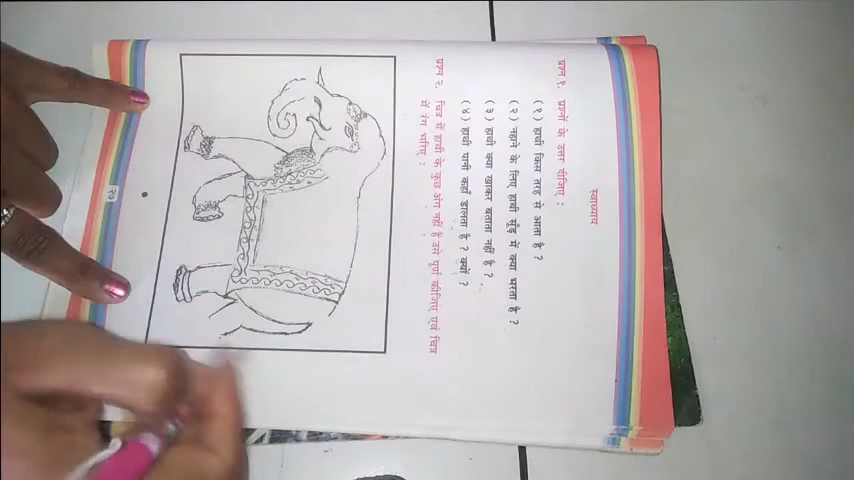 स्वाध्याय
प्रश्न १. प्रश्नों के उत्तर दीजिए :
(१) हाथी किस तरह से आता है ?
(२) नहाने के लिए हाथी सूँड़ में क्या भरता है ?
(३) हाथी क्या खाकर बताता नहीं है ?
(४) हाथी पानी कहाँ डालता है ? क्यों ?
प्रश्न २. चित्र में हाथी के कुछ अंग नहीं हैं उसे पूर्ण कीजिए एवं चित्र
में रंग भरिए :